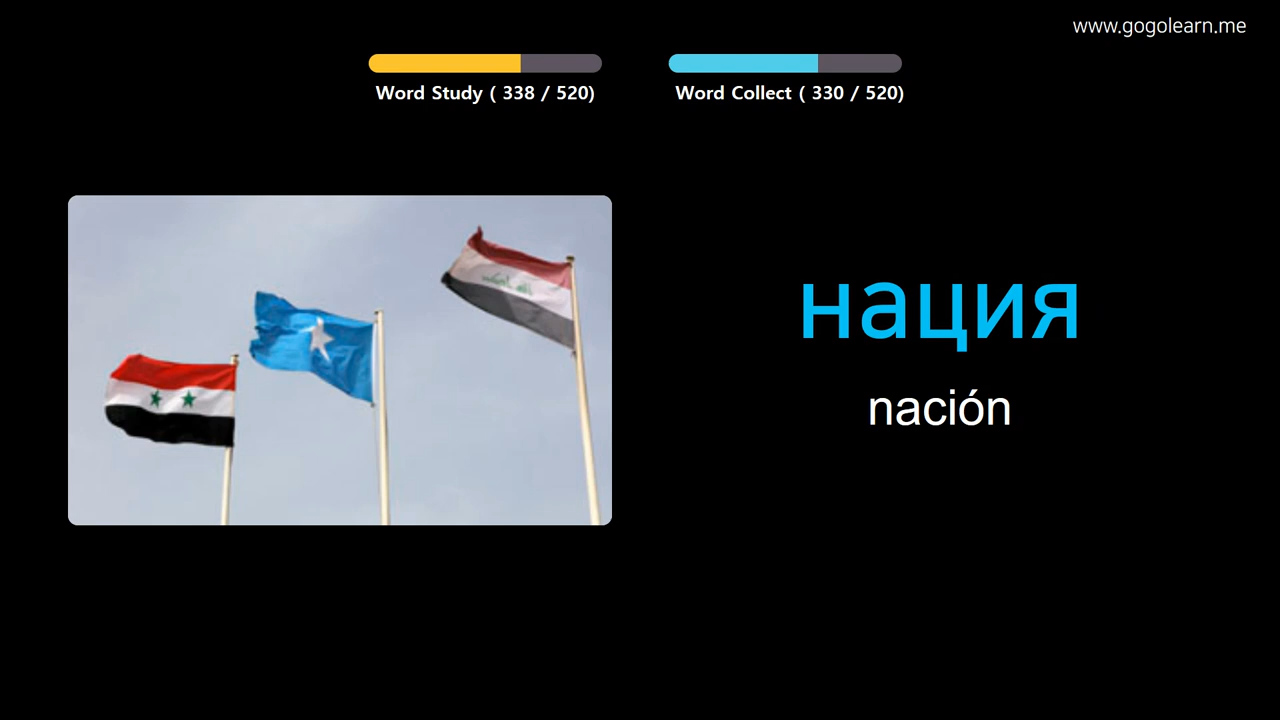 www.gogolearn.me
Word Study ( 338 / 520)
Word Collect ( 330 / 520)
нация
nación